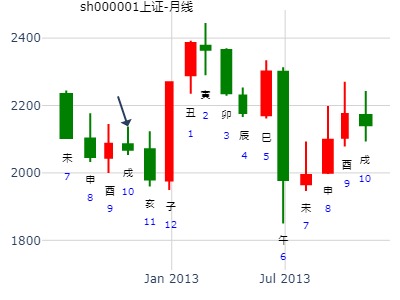 sh000001上证-月线
2400
2200
2000
1800
未
7
申
8
酉
9
戌
10
亥
11
子
12
丑
1
寅
2
卯
3
辰
4
巳
5
午
6
未
7
申
8
酉
9
戌
10
Jan 2013
Jul 2013